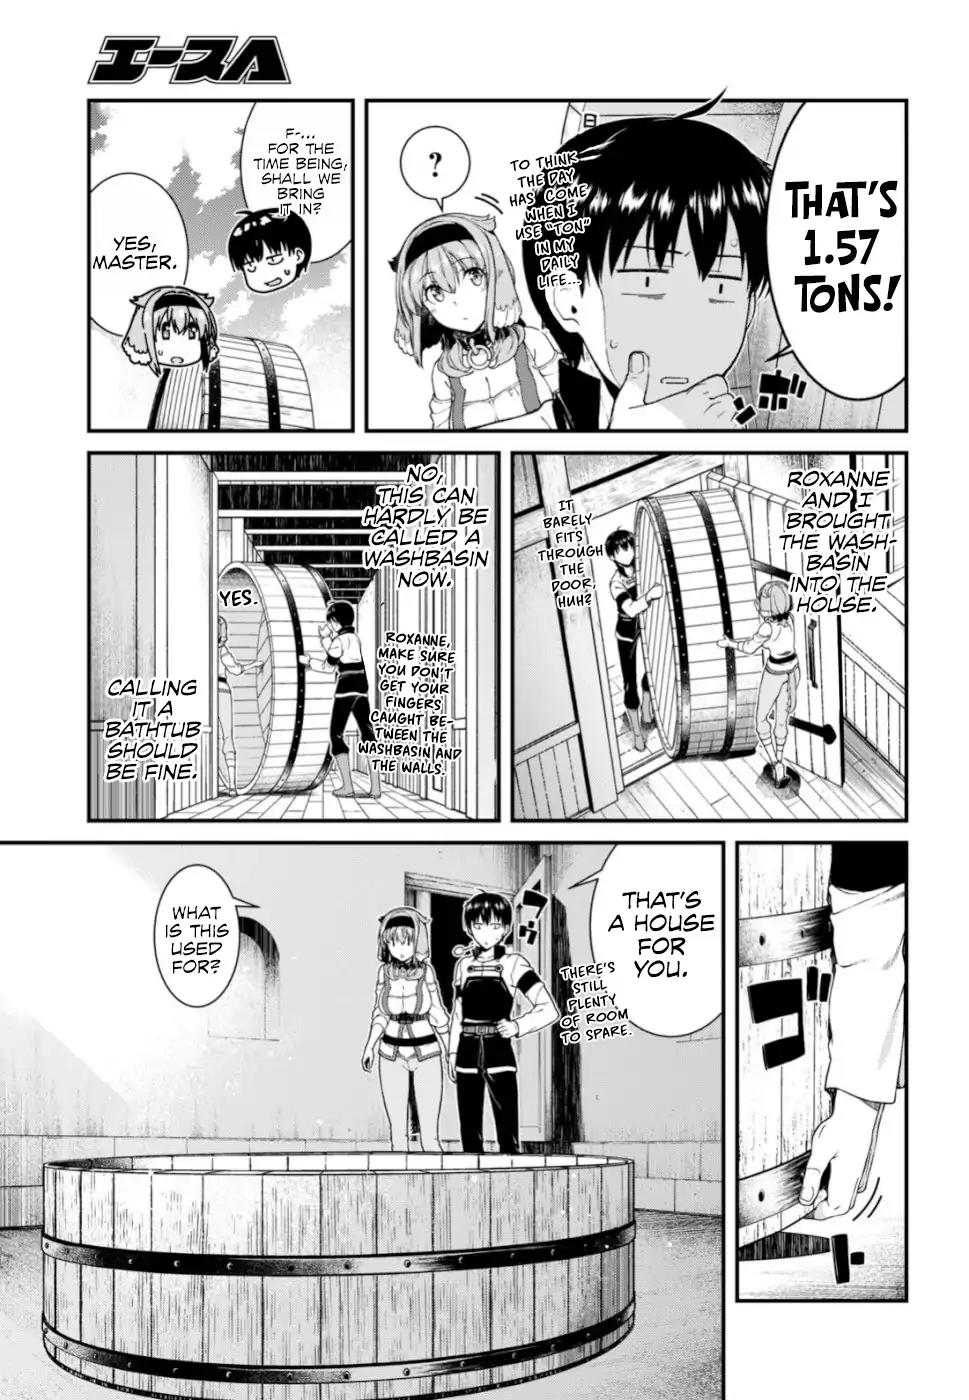 エースA
THAT'S
1.57
TONS!
TO THINK
THE DAY
HAS COME
WHEN I
USE "TON"
IN MY
DAILY
LIFE...
?
F-...
FOR THE
TIME BEING,
SHALL WE
BRING
IT IN?
YES,
MASTER.
ROXANNE
AND I
BROUGHT
THE WASH-
BASIN
INTO THE
HOUSE.
IT
BARELY
FITS
THROUGH
THE
DOOR,
HUH?
NO,
THIS CAN
HARDLY BE
CALLED A
WASHBASIN
NOW.
YES.
ROXANNE,
MAKE SURE
YOU DON'T
GET YOUR
FINGERS
CAUGHT BE-
TWEEN THE
WASHBASIN AND
THE WALLS.
CALLING
IT A
BATHTUB
SHOULD
BE FINE.
THAT'S
A HOUSE
FOR
YOU.
THERE'S
STILL
PLENTY
OF ROOM
TO SPARE.
WHAT
IS THIS
USED
FOR?